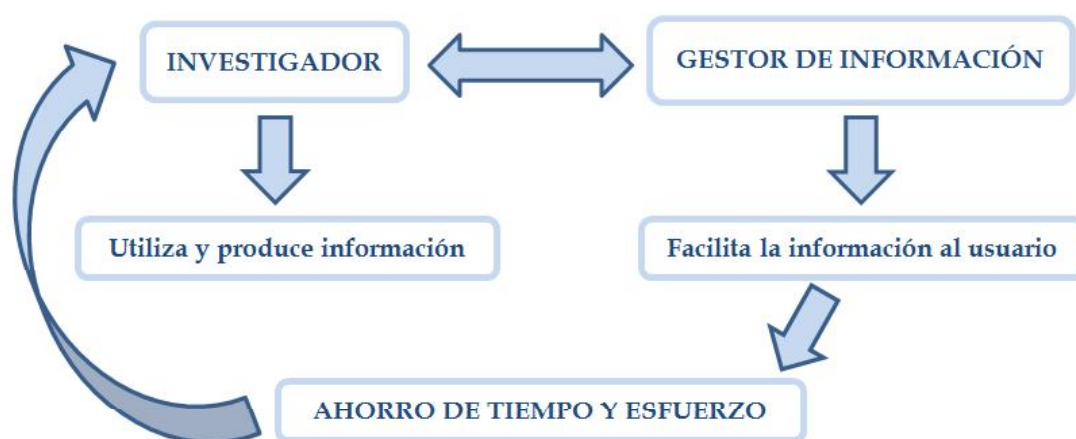 INVESTIGADOR
GESTOR DE INFORMACIÓN
Utiliza y produce información
Facilita la información al usuario
AHORRO DE TIEMPO Y ESFUERZO